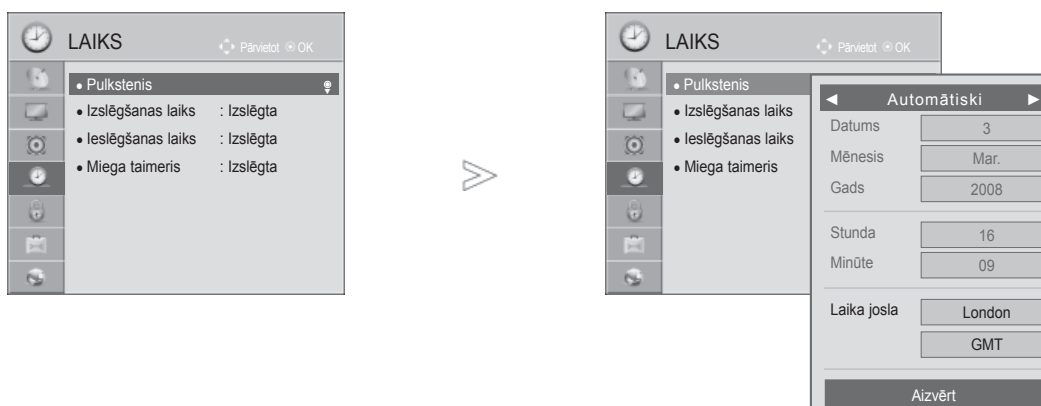 LAIKS
Pārvietot OK
• Pulkstenis
• Izslēgšanas laiks : Izslēgta
• Ieslēgšanas laiks : Izslēgta
• Miega taimeris : Izslēgta
LAIKS
Pārvietot OK
• Pulkstenis
• Izslēgšanas laiks
• Ieslēgšanas laiks
• Miega taimeris
◄ Automātiski ►
Datums 3
Mēnesis Mar.
Gads 2008
Stunda 16
Minūte 09
Laika josla London
GMT
Aizvērt